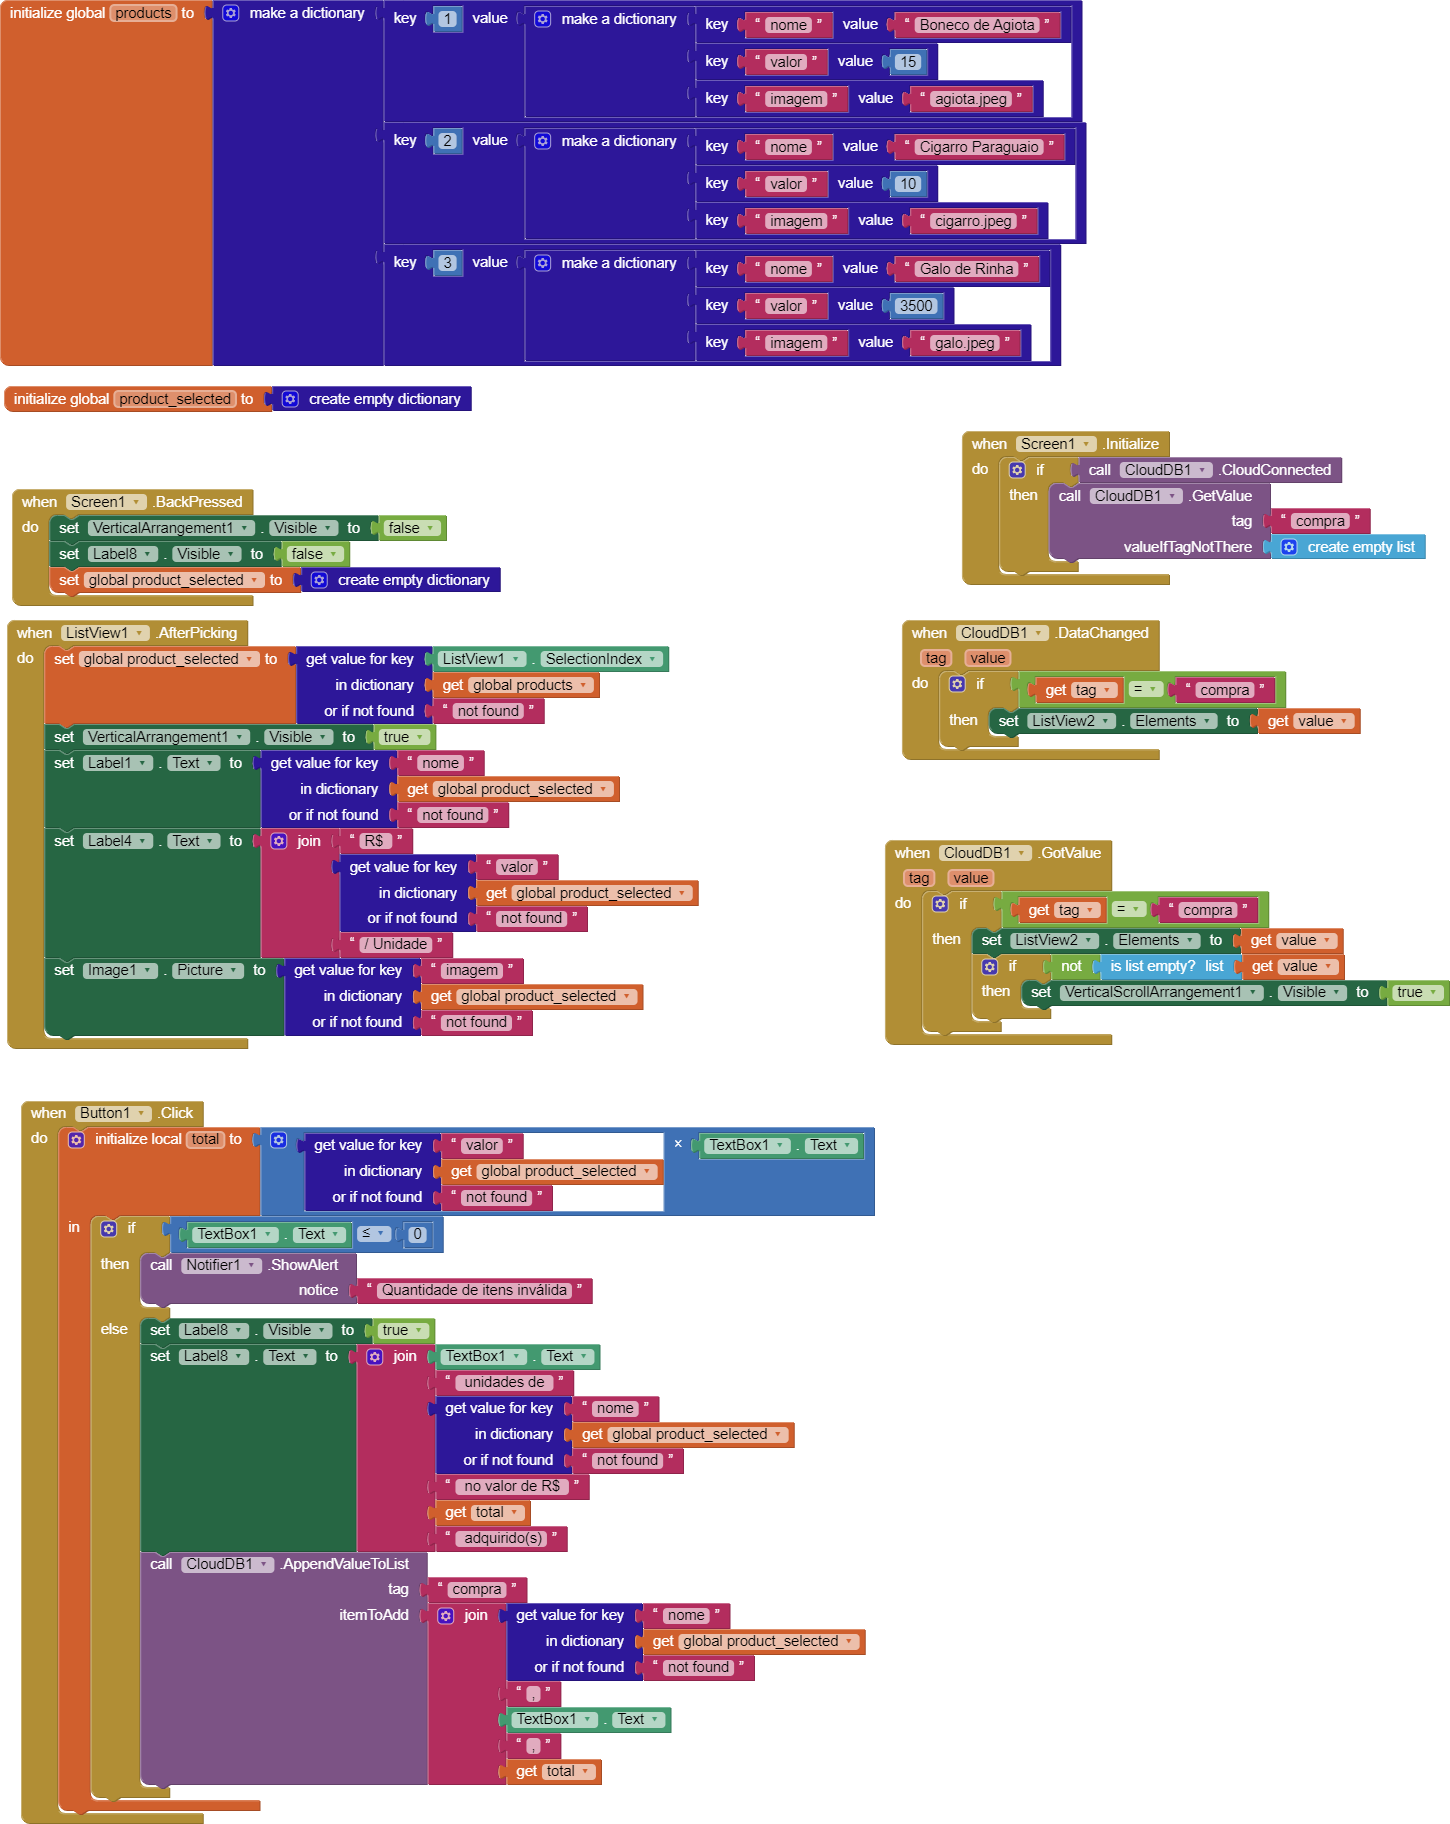 initialize global products to make a dictionary key 1 value make a dictionary key " nome " value " Boneco de Agiota "
key " valor " value 15
key " imagem " value " agiota.jpeg "
key 2 value make a dictionary key " nome " value " Cigarro Paraguaio "
key " valor " value 10
key " imagem " value " cigarro.jpeg "
key 3 value make a dictionary key " nome " value " Galo de Rinha "
key " valor " value 3500
key " imagem " value " galo.jpeg "
initialize global product_selected to create empty dictionary
when Screen1 .Initialize
do if call CloudDB1 .CloudConnected
then call CloudDB1 .GetValue
tag " compra "
valueIfTagNotThere create empty list
when Screen1 .BackPressed
do set VerticalArrangement1 . Visible to false
set Label8 . Visible to false
set global product_selected to create empty dictionary
when ListView1 .AfterPicking
do set global product_selected to get value for key ListView1 . SelectionIndex
in dictionary get global products
or if not found " not found "
set VerticalArrangement1 . Visible to true
set Label1 . Text to get value for key " nome "
in dictionary get global product_selected
or if not found " not found "
set Label4 . Text to join " R$ "
get value for key " valor "
in dictionary get global product_selected
or if not found " not found "
" / Unidade "
set Image1 . Picture to get value for key " imagem "
in dictionary get global product_selected
or if not found " not found "
when CloudDB1 .DataChanged
tag value
do if get tag = " compra "
then set ListView2 . Elements to get value
when CloudDB1 .GotValue
tag value
do if get tag = " compra "
then set ListView2 . Elements to get value
if not is list empty? list get value
then set VerticalScrollArrangement1 . Visible to true
when Button1 .Click
do initialize local total to get value for key " valor " × TextBox1 . Text
in dictionary get global product_selected
or if not found " not found "
in if TextBox1 . Text ≤ 0
then call Notifier1 .ShowAlert
notice " Quantidade de itens inválida "
else set Label8 . Visible to true
set Label8 . Text to join TextBox1 . Text
" unidades de "
get value for key " nome "
in dictionary get global product_selected
or if not found " not found "
" no valor de R$ "
get total
" adquirido(s) "
call CloudDB1 .AppendValueToList
tag " compra "
itemToAdd join get value for key " nome "
in dictionary get global product_selected
or if not found " not found "
" , "
TextBox1 . Text
" , "
get total